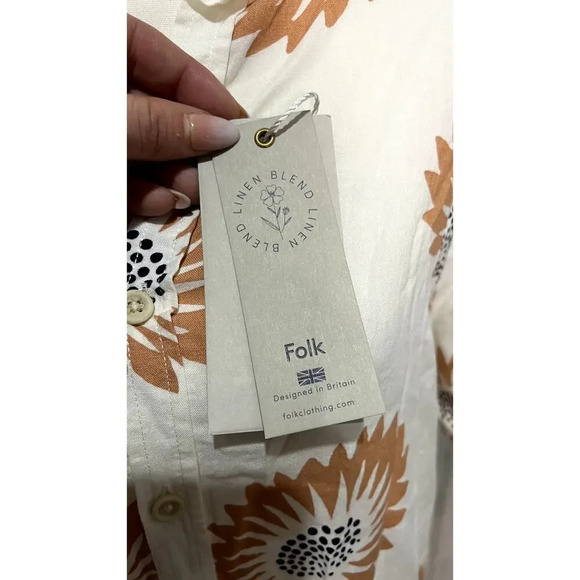 LINEN BLEND LINEN BLEND
Folk
Designed in Britain
folkclothing.com